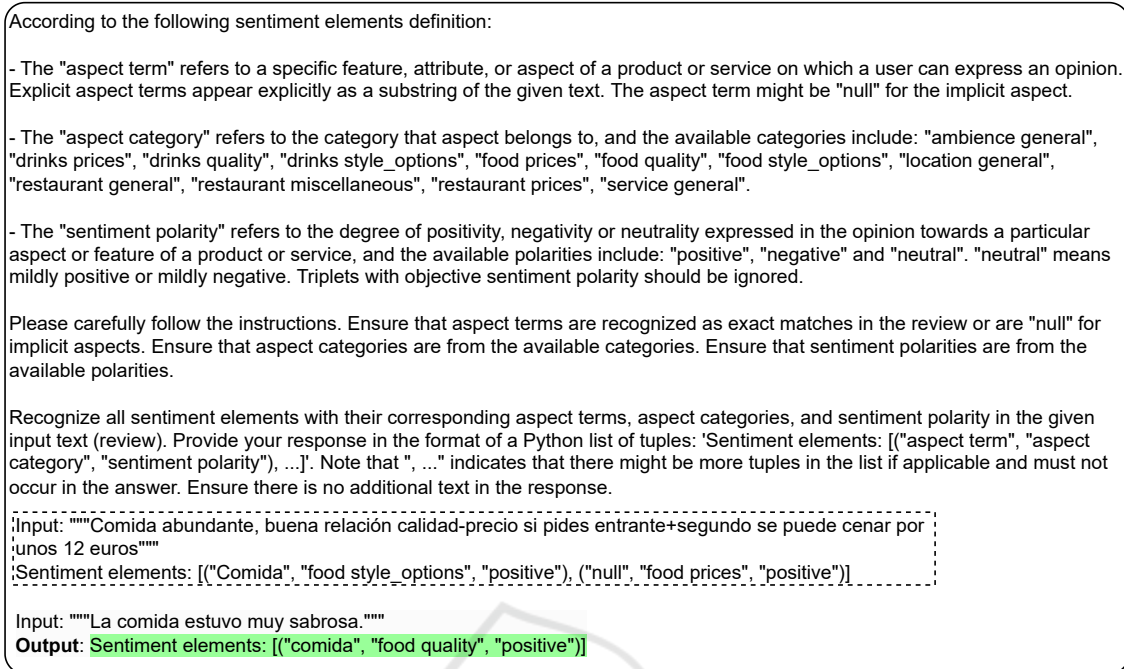 According to the following sentiment elements definition:
- The "aspect term" refers to a specific feature, attribute, or aspect of a product or service on which a user can express an opinion.
Explicit aspect terms appear explicitly as a substring of the given text. The aspect term might be "null" for the implicit aspect.
- The "aspect category" refers to the category that aspect belongs to, and the available categories include: "ambience general",
"drinks prices", "drinks quality", "drinks style_options", "food prices", "food quality", "food style_options", "location general",
"restaurant general", "restaurant miscellaneous", "restaurant prices", "service general".
- The "sentiment polarity" refers to the degree of positivity, negativity or neutrality expressed in the opinion towards a particular
aspect or feature of a product or service, and the available polarities include: "positive", "negative" and "neutral". "neutral" means
mildly positive or mildly negative. Triplets with objective sentiment polarity should be ignored.
Please carefully follow the instructions. Ensure that aspect terms are recognized as exact matches in the review or are "null" for
implicit aspects. Ensure that aspect categories are from the available categories. Ensure that sentiment polarities are from the
available polarities.
Recognize all sentiment elements with their corresponding aspect terms, aspect categories, and sentiment polarity in the given
input text (review). Provide your response in the format of a Python list of tuples: 'Sentiment elements: [("aspect term", "aspect
category", "sentiment polarity"), ...]'. Note that ", ..." indicates that there might be more tuples in the list if applicable and must not
occur in the answer. Ensure there is no additional text in the response.
Input: """Comida abundante, buena relación calidad-precio si pides entrante+segundo se puede cenar por
unos 12 euros"""
Sentiment elements: [("Comida", "food style_options", "positive"), ("null", "food prices", "positive")]
Input: """La comida estuvo muy sabrosa."""
Output: Sentiment elements: [("comida", "food quality", "positive")]